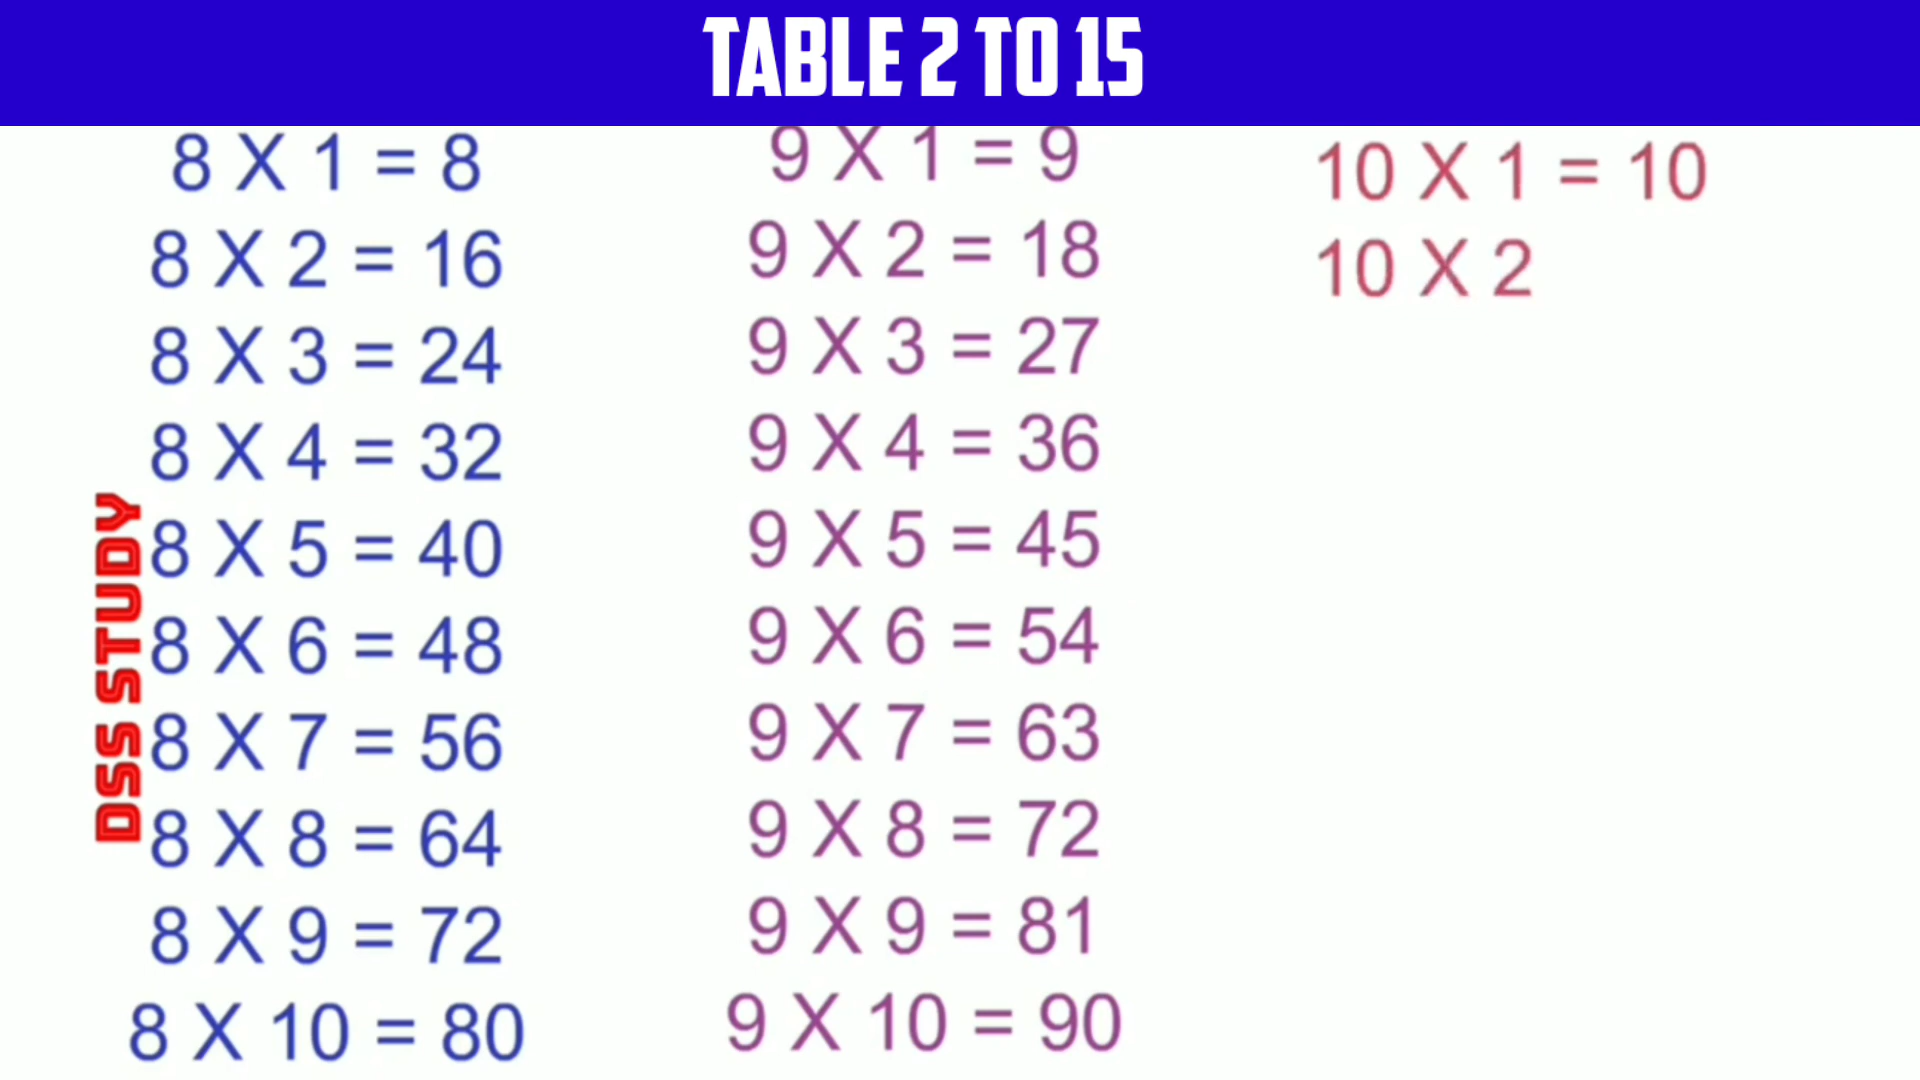 TABLE 2 TO 15
8 X 1 = 8
8 X 2 = 16
8 X 3 = 24
8 X 4 = 32
8 X 5 = 40
8 X 6 = 48
8 X 7 = 56
8 X 8 = 64
8 X 9 = 72
8 X 10 = 80
9 X 1 = 9
9 X 2 = 18
9 X 3 = 27
9 X 4 = 36
9 X 5 = 45
9 X 6 = 54
9 X 7 = 63
9 X 8 = 72
9 X 9 = 81
9 X 10 = 90
10 X 1 = 10
10 X 2
DSS STUDY